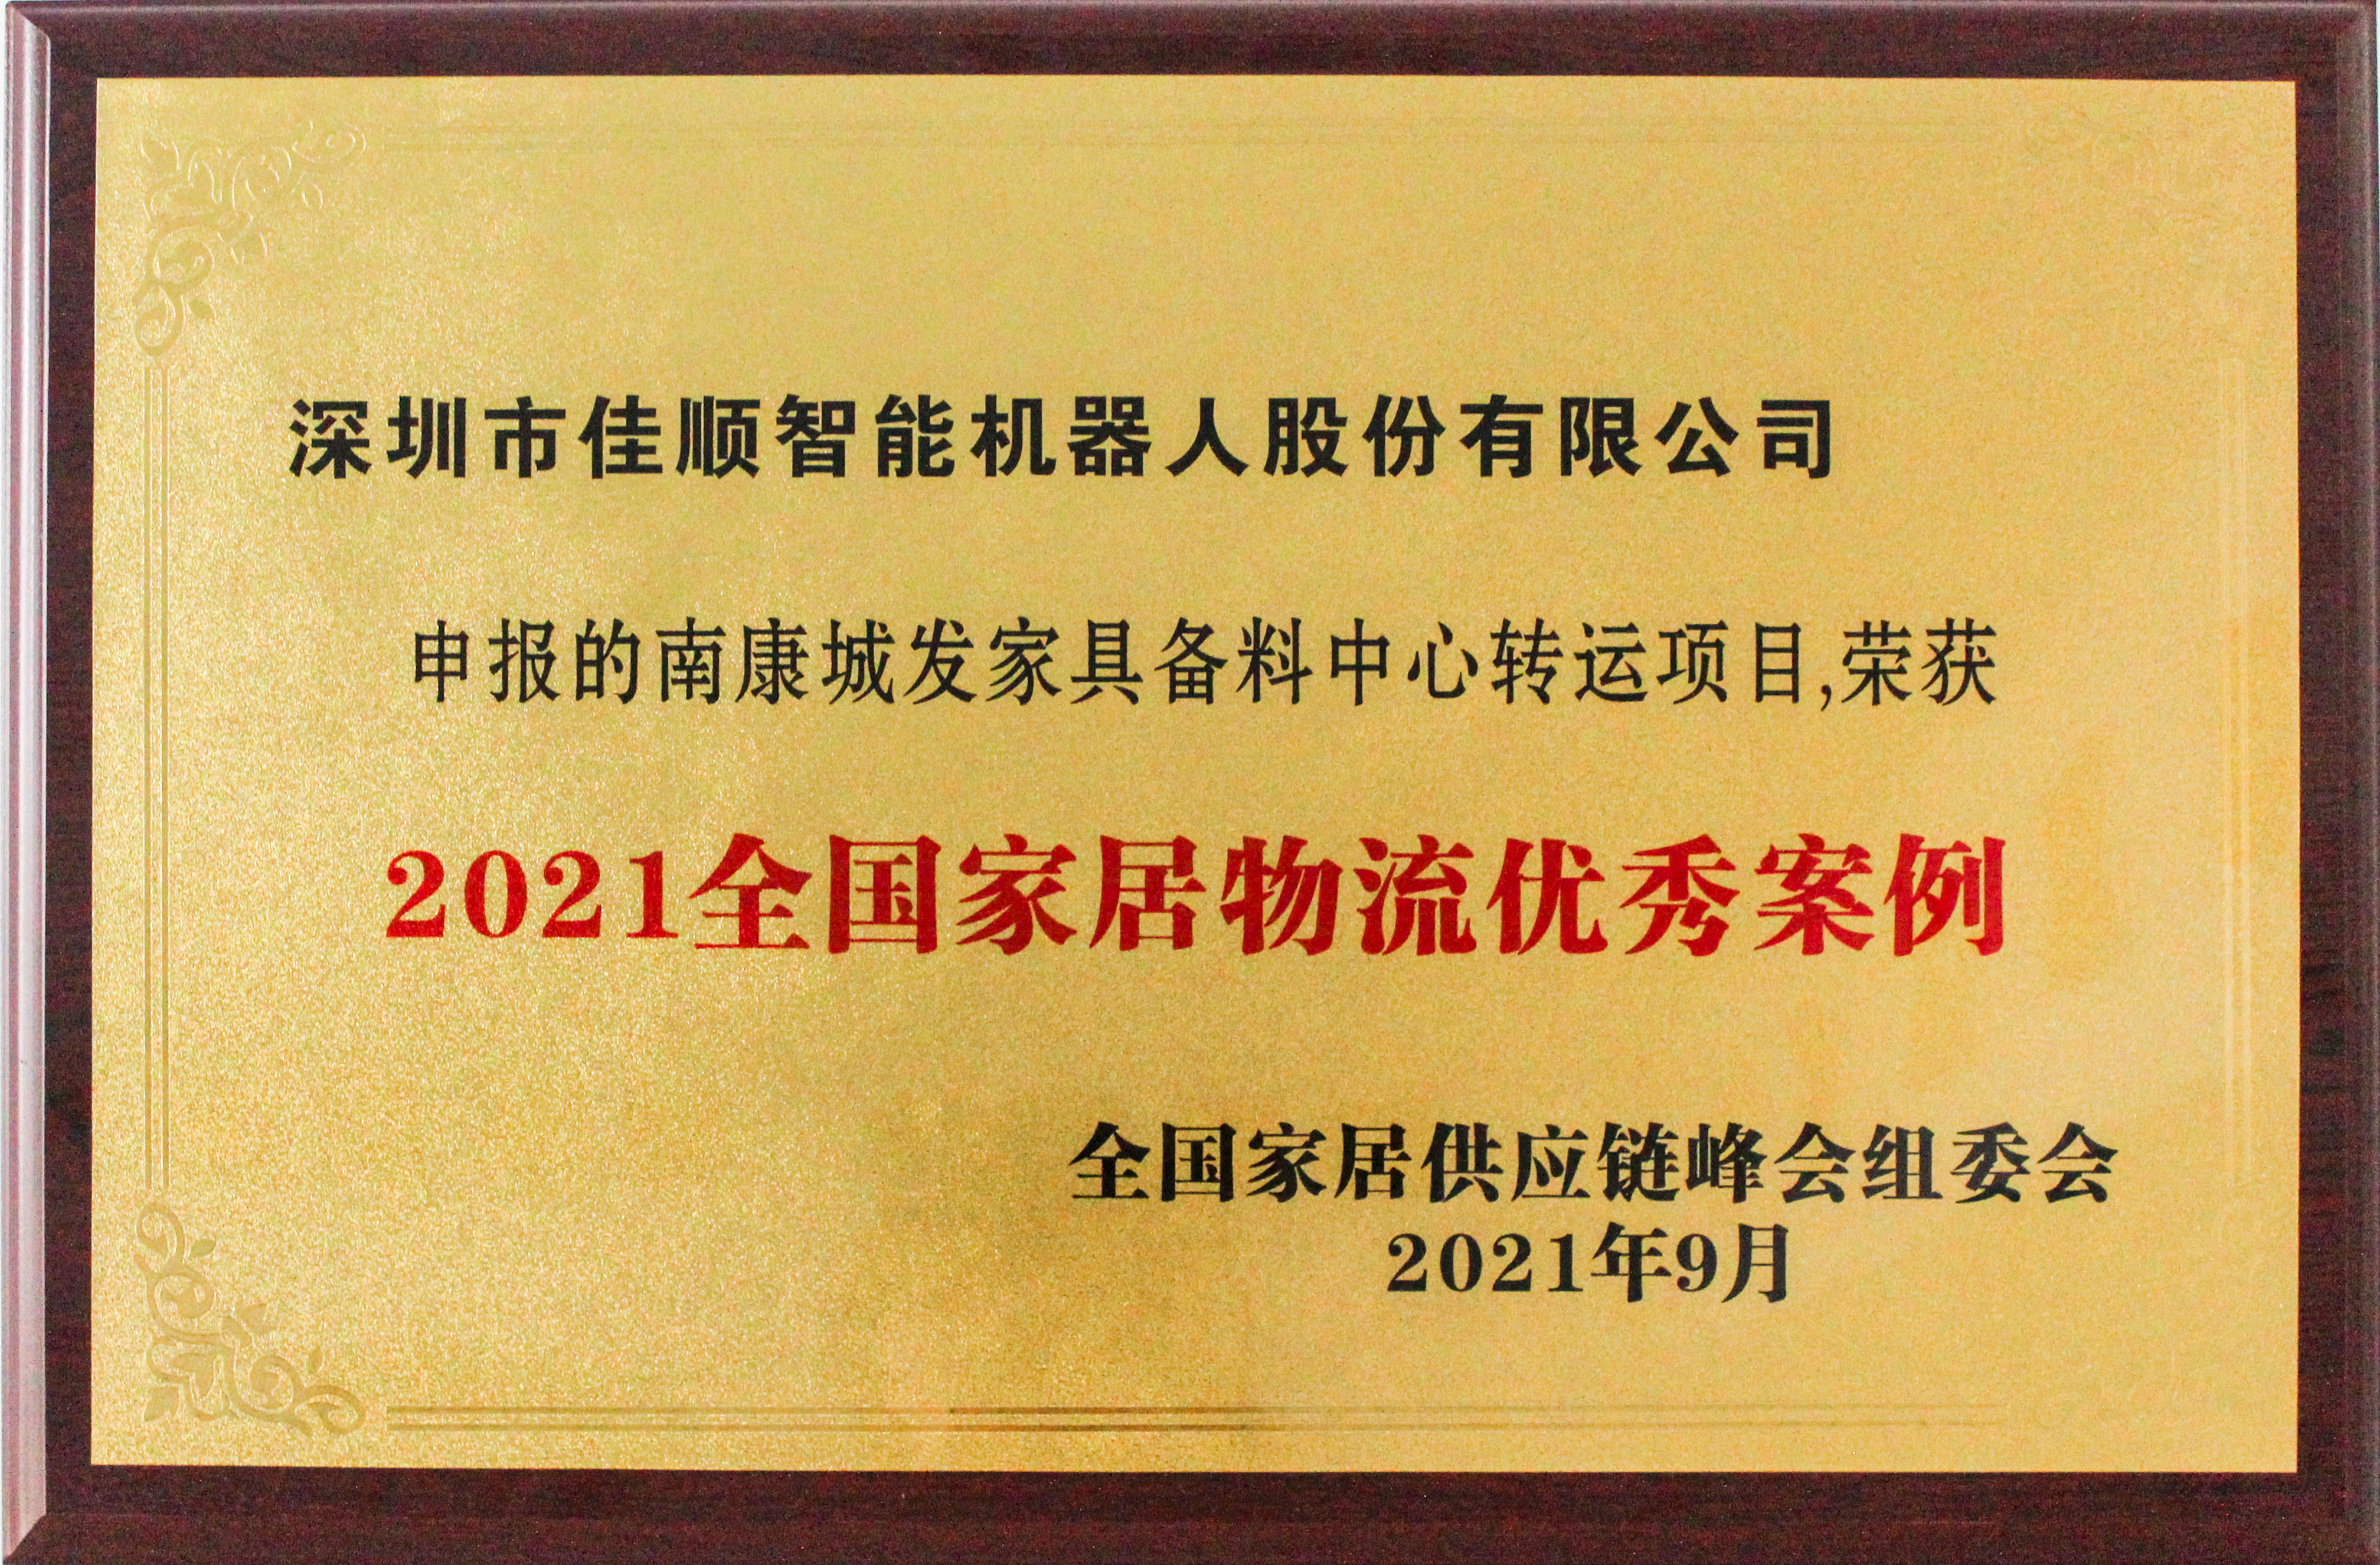 深圳市佳顺智能机器人股份有限公司
申报的南康城发家具备料中心转运项目,荣获
2021全国家居物流优秀案例
全国家居供应链峰会组委会
2021年9月